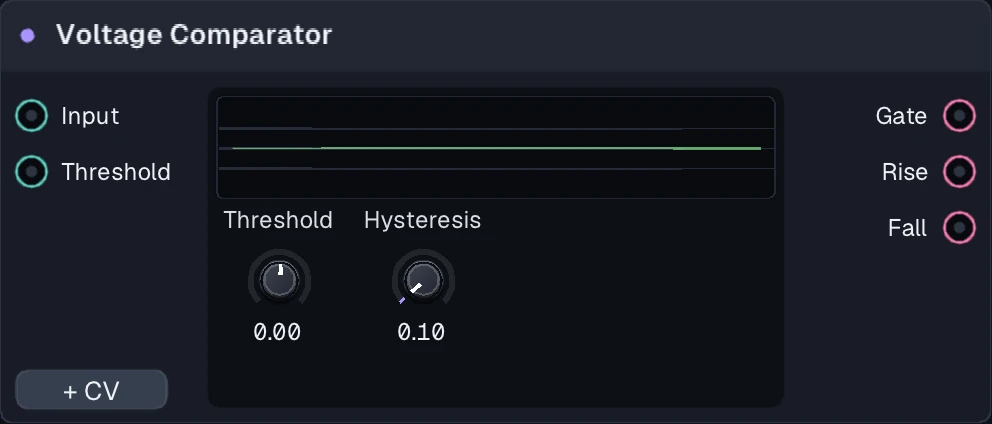 Voltage Comparator
Input
Threshold
Gate
Rise
Fall
Threshold Hysteresis
0.00 0.10
+ CV